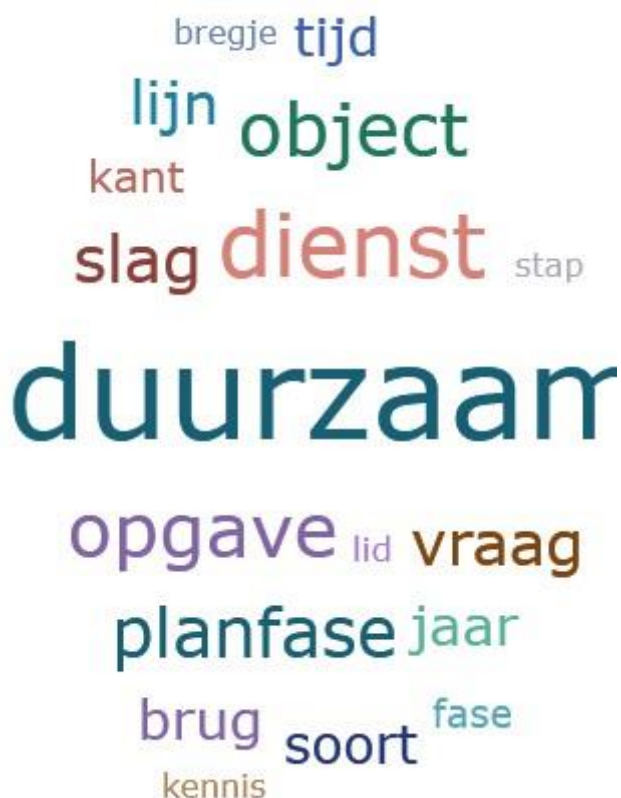 bregje tijd
lijn object
kant
slag dienst stap
duurzaam
opgave lid vraag
planfase jaar
brug soort fase
kennis